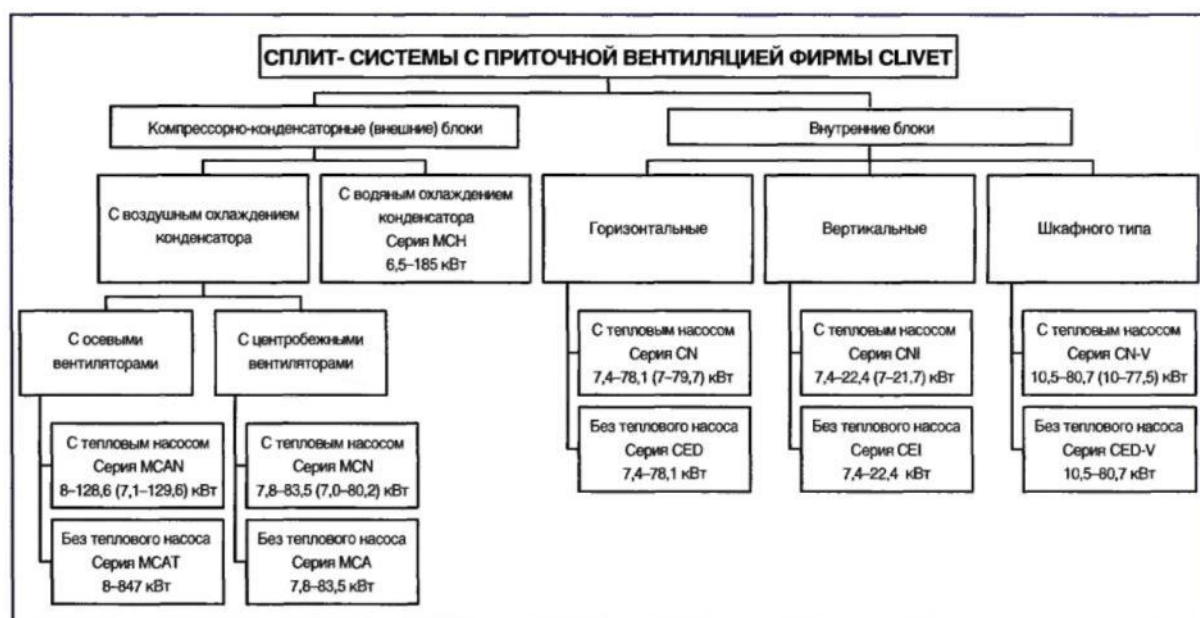 СПЛИТ- СИСТЕМЫ С ПРИТОЧНОЙ ВЕНТИЛЯЦИЕЙ ФИРМЫ CLIVET
Компрессорно-конденсаторные (внешние) блоки
Внутренние блоки
С воздушным охлаждением
конденсатора
С водяным охлаждением
конденсатора
Серия МСН
6,5–185 кВт
Горизонтальные
Вертикальные
Шкафного типа
С осевыми
вентиляторами
С центробежными
вентиляторами
С тепловым насосом
Серия CN
7,4–78,1 (7–79,7) кВт
С тепловым насосом
Серия CNI
7,4–22,4 (7–21,7) кВт
С тепловым насосом
Серия CN-V
10,5–80,7 (10–77,5) кВт
Без теплового насоса
Серия CED
7,4–78,1 кВт
Без теплового насоса
Серия CEI
7,4–22,4 кВт
Без теплового насоса
Серия CED-V
10,5–80,7 кВт
С тепловым насосом
Серия MCAN
8–128,6 (7,1–129,6) кВт
С тепловым насосом
Серия MCN
7,8–83,5 (7,0–80,2) кВт
Без теплового насоса
Серия MCAT
8–847 кВт
Без теплового насоса
Серия MCA
7,8–83,5 кВт